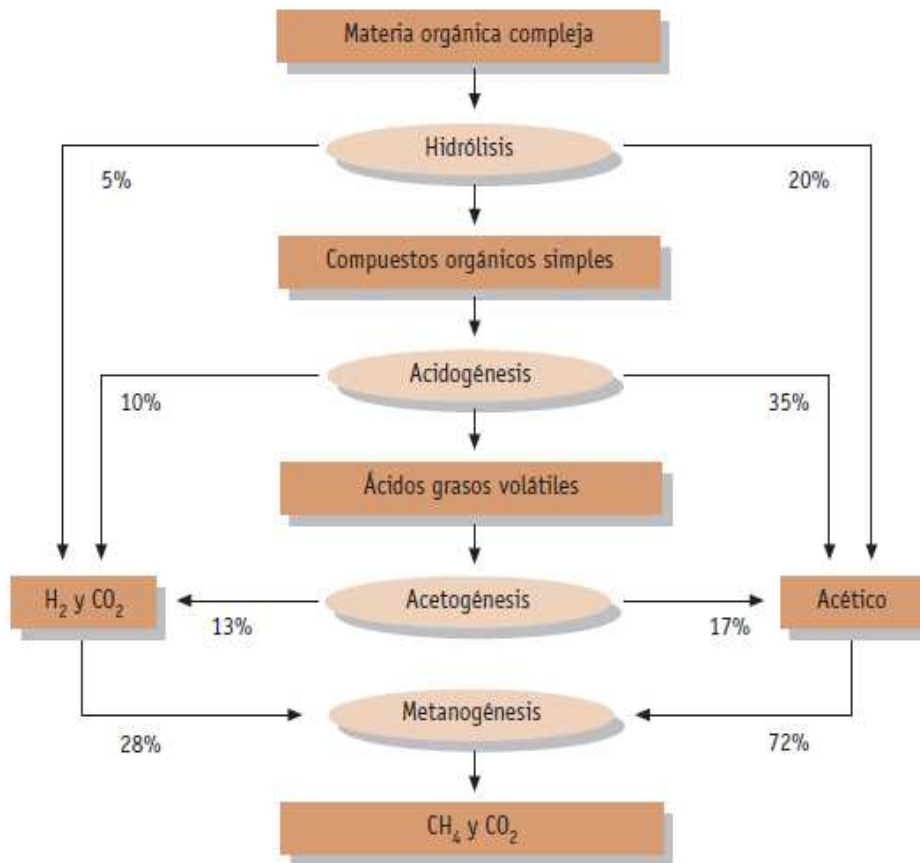 Materia orgánica compleja
Hidrólisis
5%
20%
Compuestos orgánicos simples
Acidogénesis
10%
35%
Ácidos grasos volátiles
H₂ y CO₂
Acetogénesis
Acético
13%
17%
Metanogénesis
28%
72%
CH₄ y CO₂